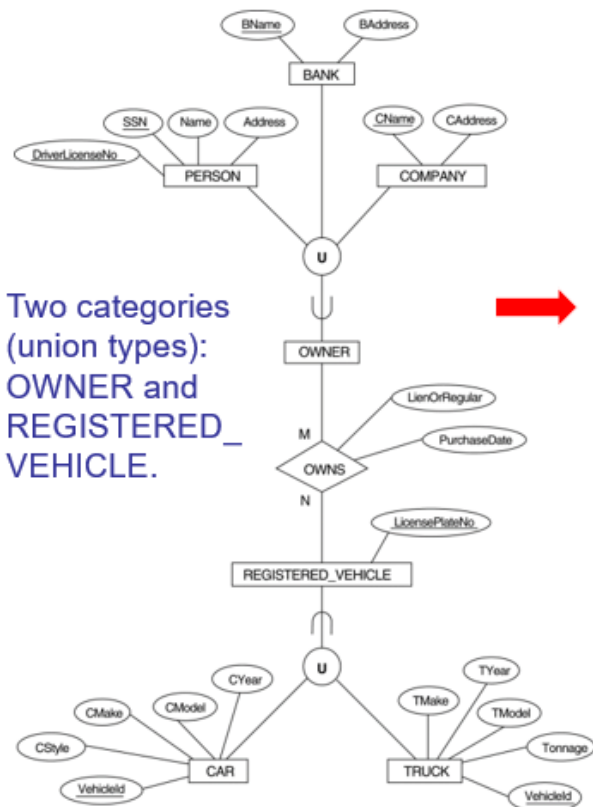 BName
BAddress
BANK
SSN
Name
Address
CName
CAddress
DriverLicenseNo
PERSON
COMPANY
U
Two categories
(union types):
OWNER and
REGISTERED_
VEHICLE.
OWNER
LienOrRegular
M
PurchaseDate
OWNS
N
LicensePlateNo
REGISTERED_VEHICLE
U
CYear
TYear
CModel
TMake
CMake
TModel
CStyle
Tonnage
CAR
TRUCK
VehicleId
VehicleId